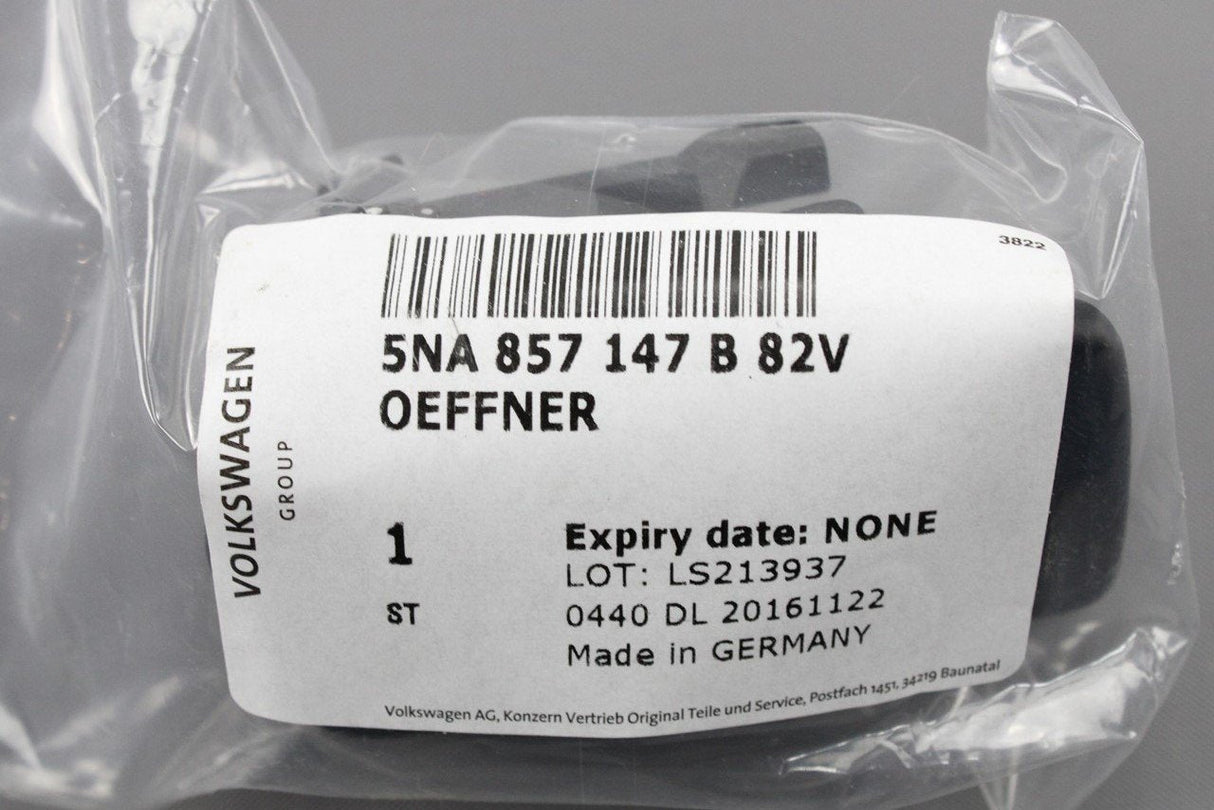 3822
5NA 857 147 B 82V
OEFFNER
VOLKSWAGEN
GROUP
1
Expiry date: NONE
LOT: LS213937
ST
0440 DL 20161122
Made in GERMANY
Volkswagen AG, Konzern Vertrieb Original Teile und Service, Postfach 1451, 34219 Baunatal